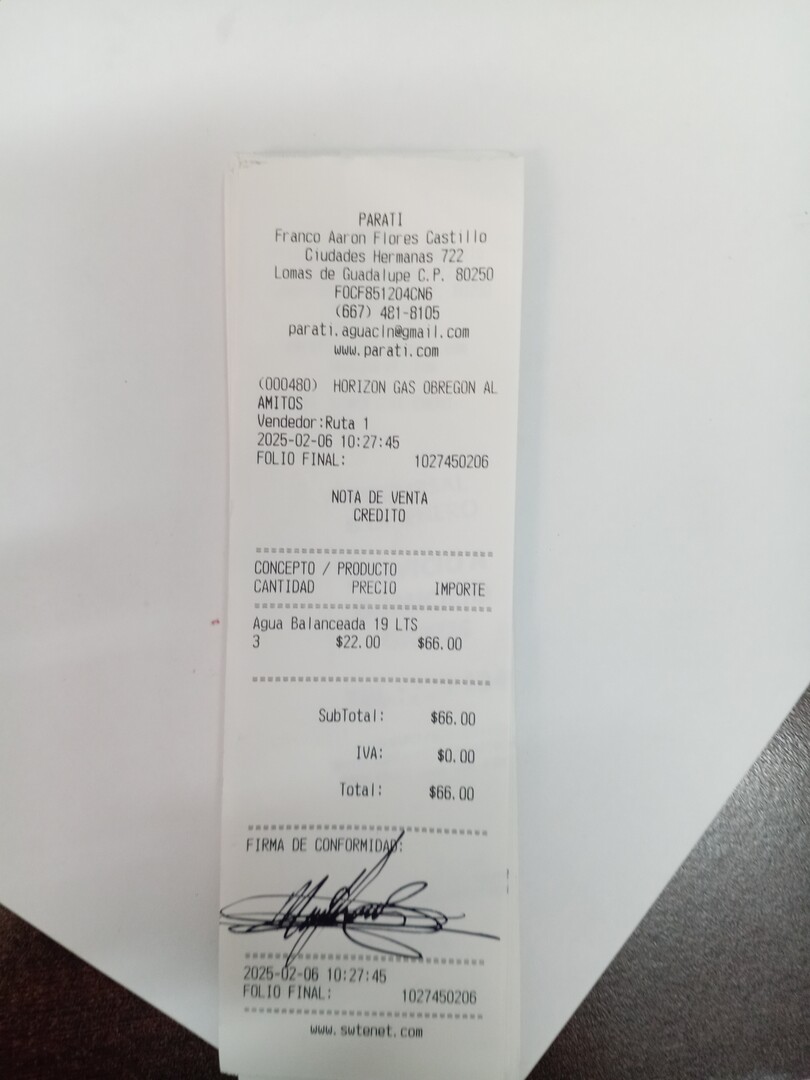 PARATI
Franco Aaron Flores Castillo
Ciudades Hermanas 722
Lomas de Guadalupe C.P. 80250
FOCF851204CN6
(667) 481-8105
parati.aguacln@gmail.com
www.parati.com
(000480) HORIZON GAS OBREGON AL
AMITOS
Vendedor:Ruta 1
2025-02-06 10:27:45
FOLIO FINAL: 1027450206
NOTA DE VENTA
CREDITO
CONCEPTO / PRODUCTO
CANTIDAD PRECIO IMPORTE
Agua Balanceada 19 LTS
3 $22.00 $66.00
SubTotal: $66.00
IVA: $0.00
Total: $66.00
FIRMA DE CONFORMIDAD:
2025-02-06 10:27:45
FOLIO FINAL: 1027450206
www.swtenet.com